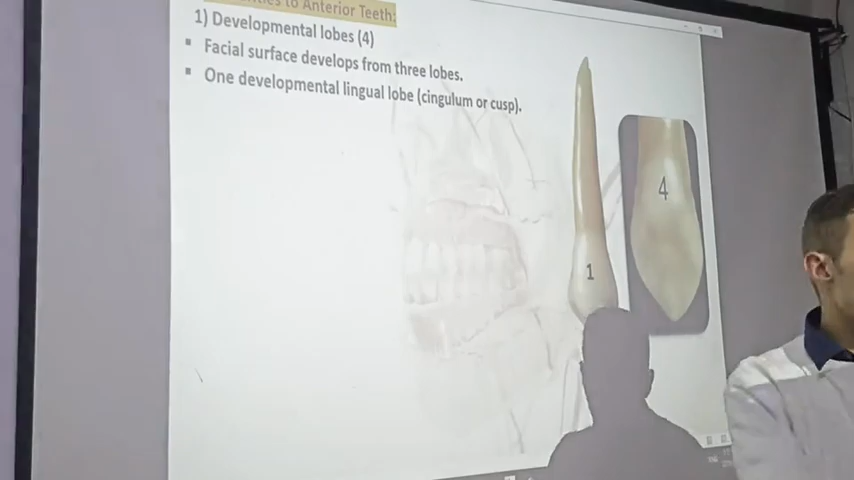 to Anterior Teeth:
1) Developmental lobes (4)
▪ Facial surface develops from three lobes.
▪ One developmental lingual lobe (cingulum or cusp).
4
1